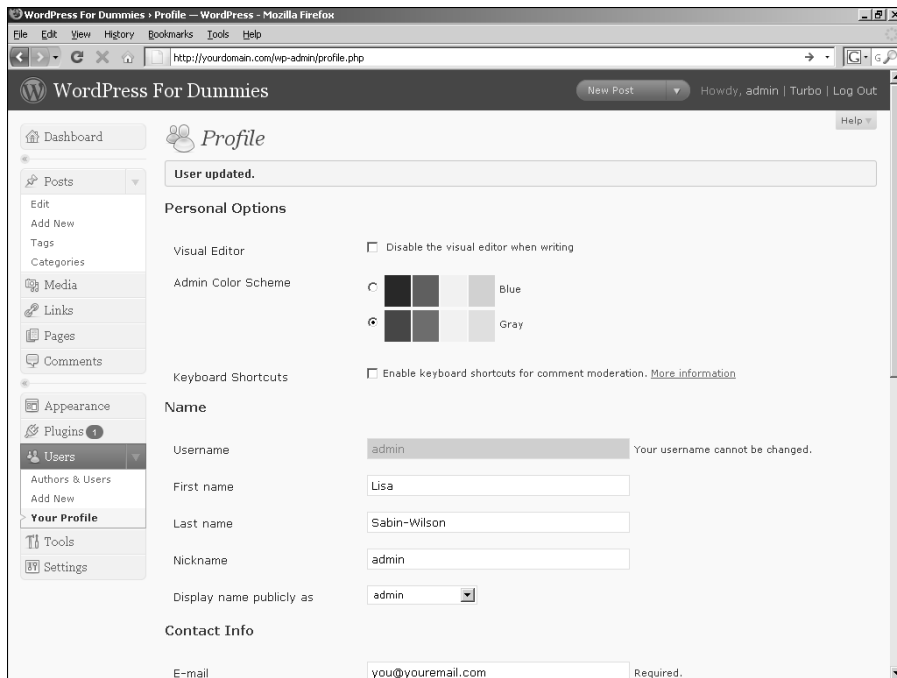 WordPress For Dummies › Profile — WordPress - Mozilla Firefox
File Edit View History Bookmarks Tools Help
http://yourdomain.com/wp-admin/profile.php
G G
WordPress For Dummies
New Post
Howdy, admin | Turbo | Log Out
Help
Dashboard
Posts
Edit
Add New
Tags
Categories
Media
Links
Pages
Comments
Appearance
Plugins 1
Users
Authors & Users
Add New
Your Profile
Tools
Settings
Profile
User updated.
Personal Options
Visual Editor Disable the visual editor when writing
Admin Color Scheme
Blue
Gray
Keyboard Shortcuts Enable keyboard shortcuts for comment moderation. More information
Name
Username admin Your username cannot be changed.
First name Lisa
Last name Sabin-Wilson
Nickname admin
Display name publicly as admin
Contact Info
E-mail you@youremail.com Required.